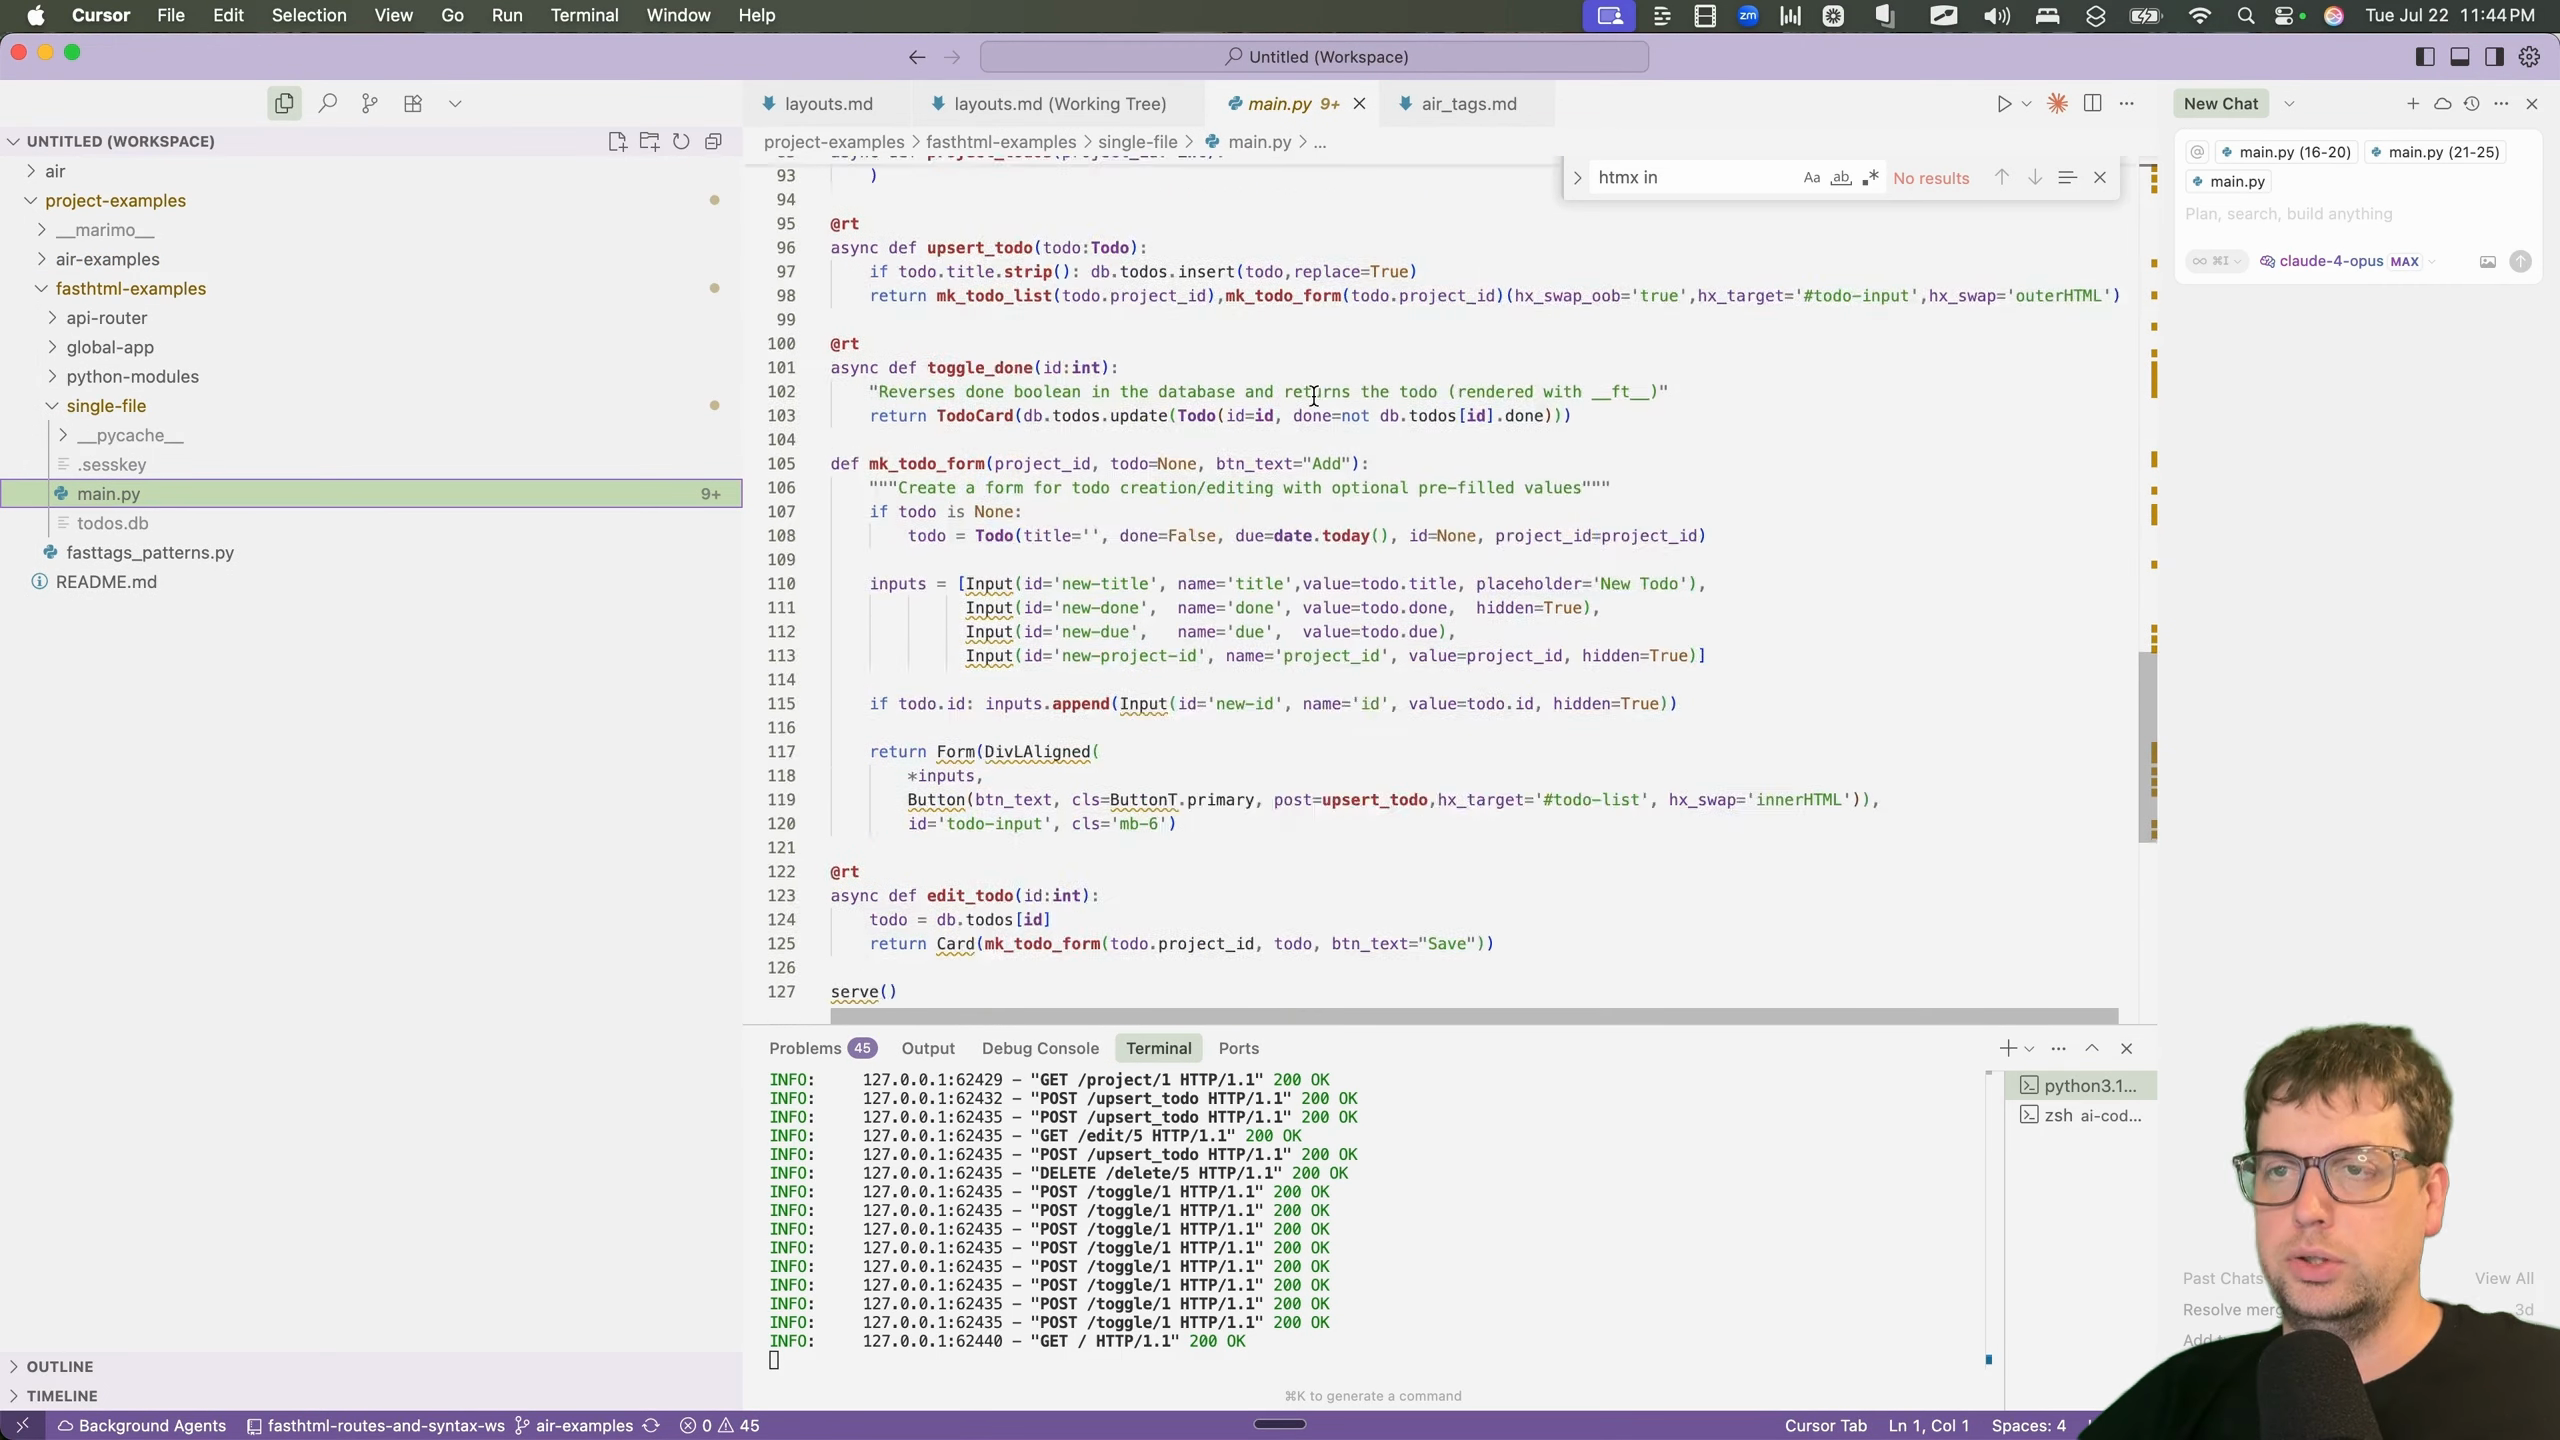 Cursor File Edit Selection View Go Run Terminal Window Help
zm
Tue Jul 22 11:44 PM
Untitled (Workspace)
layouts.md
layouts.md (Working Tree)
main.py 9+
air_tags.md
New Chat
UNTITLED (WORKSPACE)
project-examples > fasthtml-examples > single-file > main.py > ...
htmx in
Aa ab
No results
@ main.py (16-20) main.py (21-25)
main.py
Plan, search, build anything
∞ ⌘I claude-4-opus MAX
air
project-examples
__marimo__
air-examples
fasthtml-examples
api-router
global-app
python-modules
single-file
__pycache__
.sesskey
main.py 9+
todos.db
fasttags_patterns.py
README.md
93 )
94
95 @rt
96 async def upsert_todo(todo:Todo):
97 if todo.title.strip(): db.todos.insert(todo,replace=True)
98 return mk_todo_list(todo.project_id),mk_todo_form(todo.project_id)(hx_swap_oob='true',hx_target='#todo-input',hx_swap='outerHTML')
99
100 @rt
101 async def toggle_done(id:int):
102 "Reverses done boolean in the database and returns the todo (rendered with __ft__)"
103 return TodoCard(db.todos.update(Todo(id=id, done=not db.todos[id].done)))
104
105 def mk_todo_form(project_id, todo=None, btn_text="Add"):
106 """Create a form for todo creation/editing with optional pre-filled values"""
107 if todo is None:
108 todo = Todo(title='', done=False, due=date.today(), id=None, project_id=project_id)
109
110 inputs = [Input(id='new-title', name='title',value=todo.title, placeholder='New Todo'),
111 Input(id='new-done', name='done', value=todo.done, hidden=True),
112 Input(id='new-due', name='due', value=todo.due),
113 Input(id='new-project-id', name='project_id', value=project_id, hidden=True)]
114
115 if todo.id: inputs.append(Input(id='new-id', name='id', value=todo.id, hidden=True))
116
117 return Form(DivLAligned(
118 *inputs,
119 Button(btn_text, cls=ButtonT.primary, post=upsert_todo,hx_target='#todo-list', hx_swap='innerHTML')),
120 id='todo-input', cls='mb-6')
121
122 @rt
123 async def edit_todo(id:int):
124 todo = db.todos[id]
125 return Card(mk_todo_form(todo.project_id, todo, btn_text="Save"))
126
127 serve()
Problems 45 Output Debug Console Terminal Ports
INFO: 127.0.0.1:62429 - "GET /project/1 HTTP/1.1" 200 OK
INFO: 127.0.0.1:62432 - "POST /upsert_todo HTTP/1.1" 200 OK
INFO: 127.0.0.1:62435 - "POST /upsert_todo HTTP/1.1" 200 OK
INFO: 127.0.0.1:62435 - "GET /edit/5 HTTP/1.1" 200 OK
INFO: 127.0.0.1:62435 - "POST /upsert_todo HTTP/1.1" 200 OK
INFO: 127.0.0.1:62435 - "DELETE /delete/5 HTTP/1.1" 200 OK
INFO: 127.0.0.1:62435 - "POST /toggle/1 HTTP/1.1" 200 OK
INFO: 127.0.0.1:62435 - "POST /toggle/1 HTTP/1.1" 200 OK
INFO: 127.0.0.1:62435 - "POST /toggle/1 HTTP/1.1" 200 OK
INFO: 127.0.0.1:62435 - "POST /toggle/1 HTTP/1.1" 200 OK
INFO: 127.0.0.1:62435 - "POST /toggle/1 HTTP/1.1" 200 OK
INFO: 127.0.0.1:62435 - "POST /toggle/1 HTTP/1.1" 200 OK
INFO: 127.0.0.1:62435 - "POST /toggle/1 HTTP/1.1" 200 OK
INFO: 127.0.0.1:62435 - "POST /toggle/1 HTTP/1.1" 200 OK
INFO: 127.0.0.1:62440 - "GET / HTTP/1.1" 200 OK
⌘K to generate a command
python3.1...
zsh ai-cod...
Past Chats View All
Resolve 3d
OUTLINE
TIMELINE
Background Agents fasthtml-routes-and-syntax-ws air-examples 0 45
Cursor Tab Ln 1, Col 1 Spaces: 4